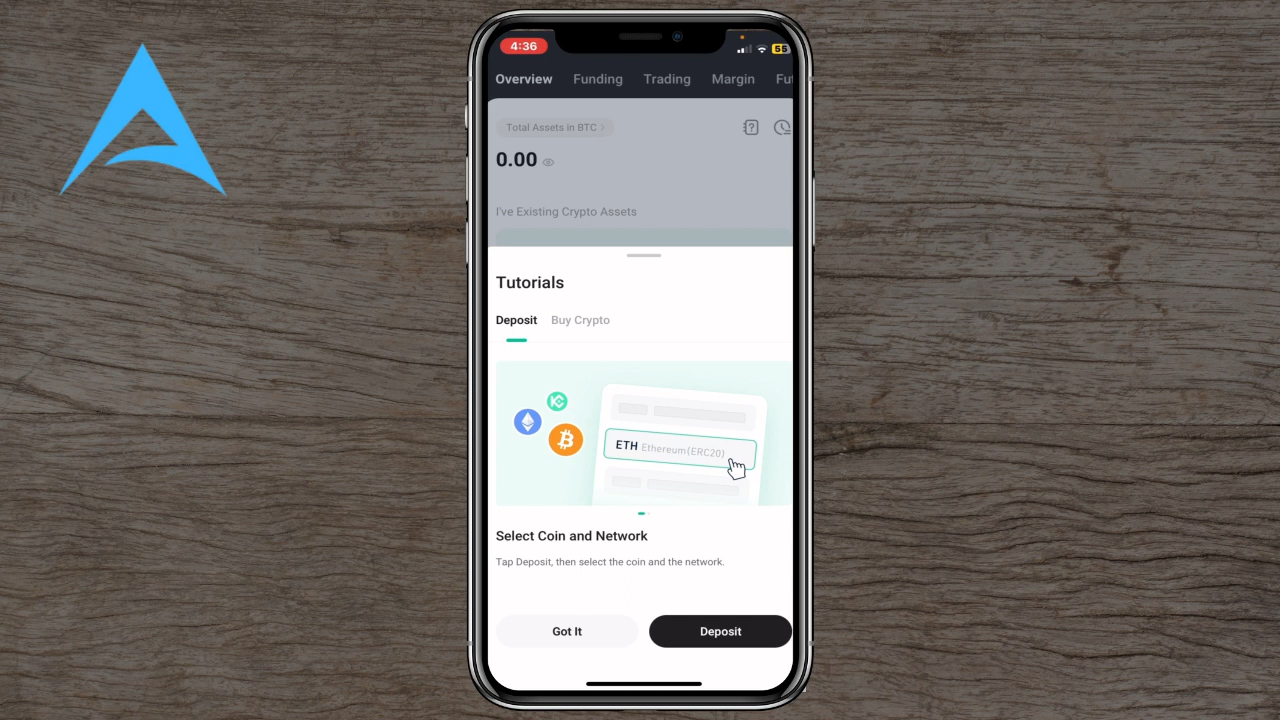 4:36
55
Overview Funding Trading Margin Fut
Total Assets in BTC
0.00
I've Existing Crypto Assets
Tutorials
Deposit Buy Crypto
ETH Ethereum(ERC20)
Select Coin and Network
Tap Deposit, then select the coin and the network.
Got It Deposit